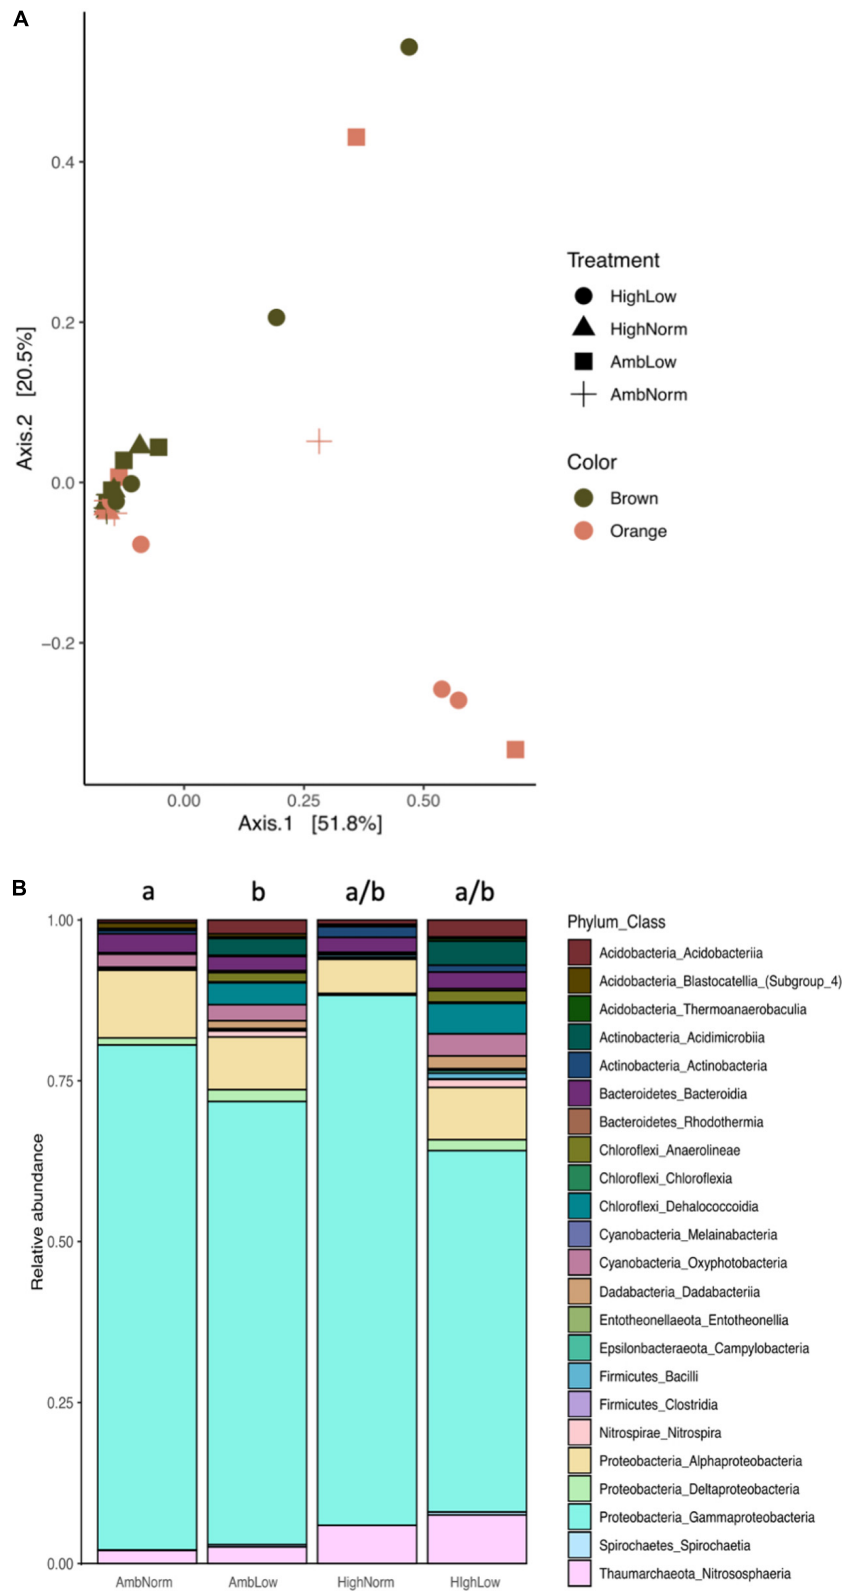 A
0.4
0.2
0.0
−0.2
Axis.2 [20.5%]
0.00
0.25
0.50
Axis.1 [51.8%]
Treatment
HighLow
HighNorm
AmbLow
AmbNorm
Color
Brown
Orange
B
a
b
a/b
a/b
1.00
0.75
0.50
0.25
0.00
Relative abundance
AmbNorm
AmbLow
HighNorm
HIghLow
Phylum_Class
Acidobacteria_Acidobacteriia
Acidobacteria_Blastocatellia_(Subgroup_4)
Acidobacteria_Thermoanaerobaculia
Actinobacteria_Acidimicrobiia
Actinobacteria_Actinobacteria
Bacteroidetes_Bacteroidia
Bacteroidetes_Rhodothermia
Chloroflexi_Anaerolineae
Chloroflexi_Chloroflexia
Chloroflexi_Dehalococcoidia
Cyanobacteria_Melainabacteria
Cyanobacteria_Oxyphotobacteria
Dadabacteria_Dadabacteriia
Entotheonellaeota_Entotheonellia
Epsilonbacteraeota_Campylobacteria
Firmicutes_Bacilli
Firmicutes_Clostridia
Nitrospirae_Nitrospira
Proteobacteria_Alphaproteobacteria
Proteobacteria_Deltaproteobacteria
Proteobacteria_Gammaproteobacteria
Spirochaetes_Spirochaetia
Thaumarchaeota_Nitrososphaeria